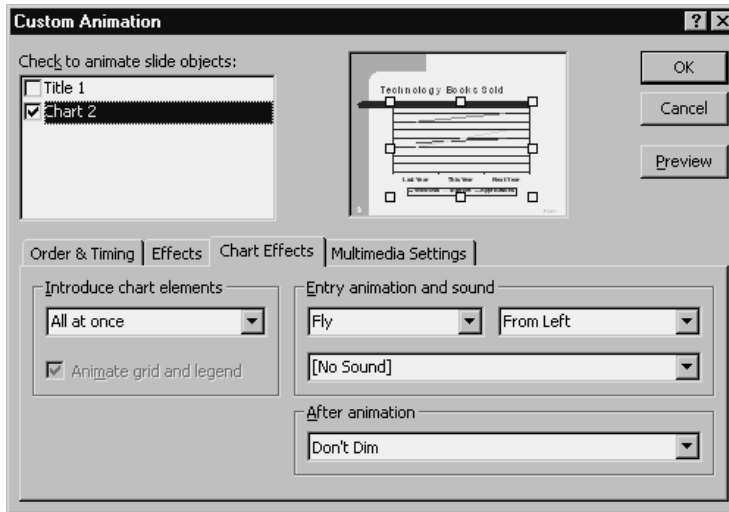 Custom Animation
Check to animate slide objects:
Title 1
Chart 2
Technology Books Sold
Last Year This Year Next Year
OK
Cancel
Preview
Order & Timing Effects Chart Effects Multimedia Settings
Introduce chart elements
All at once
Animate grid and legend
Entry animation and sound
Fly From Left
[No Sound]
After animation
Don't Dim